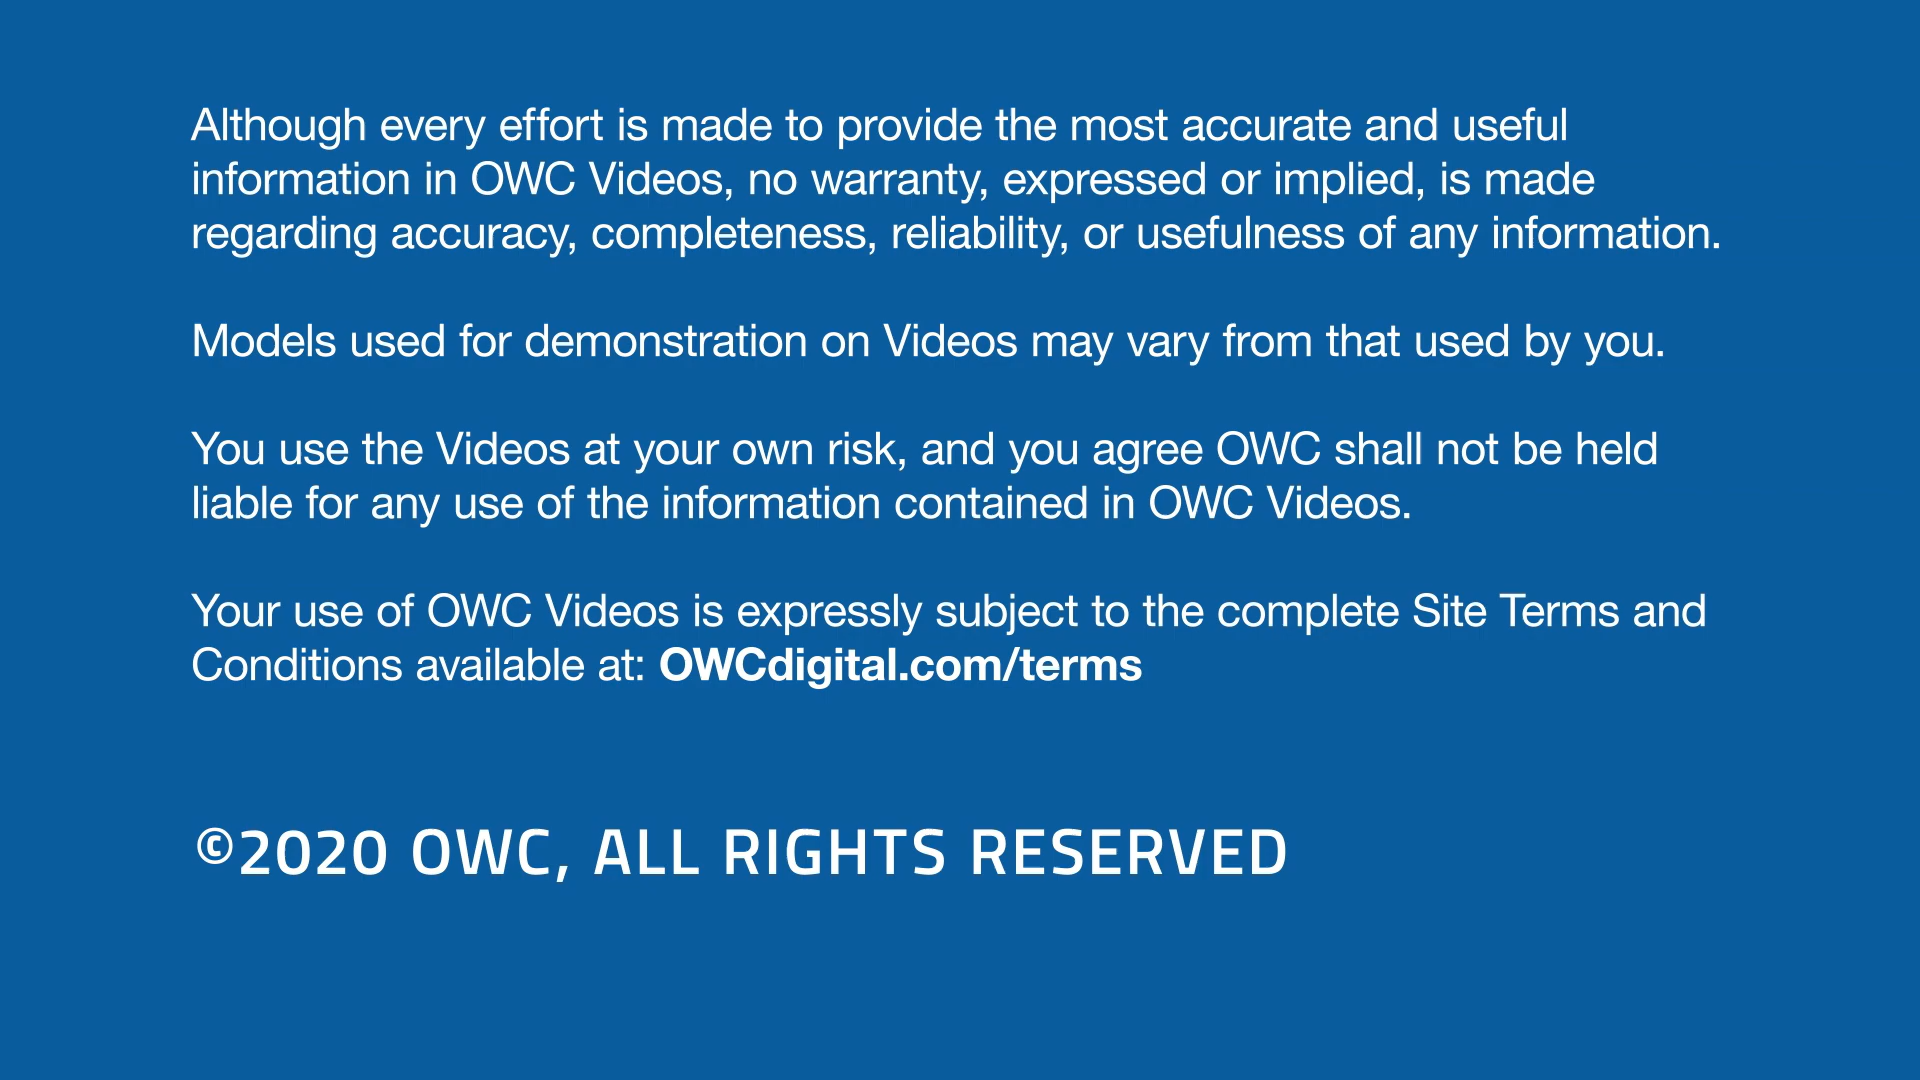 Although every effort is made to provide the most accurate and useful
information in OWC Videos, no warranty, expressed or implied, is made
regarding accuracy, completeness, reliability, or usefulness of any information.
Models used for demonstration on Videos may vary from that used by you.
You use the Videos at your own risk, and you agree OWC shall not be held
liable for any use of the information contained in OWC Videos.
Your use of OWC Videos is expressly subject to the complete Site Terms and
Conditions available at: OWCdigital.com/terms
©2020 OWC, ALL RIGHTS RESERVED